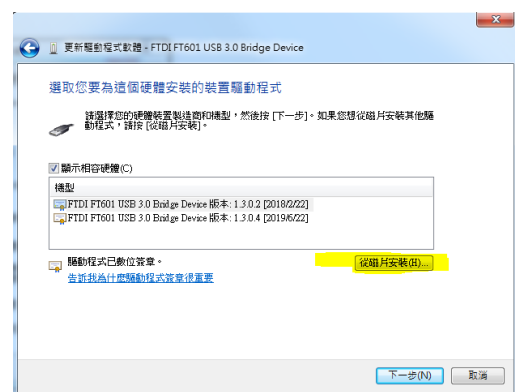 更新驅動程式軟體 - FTDI FT601 USB 3.0 Bridge Device
選取您要為這個硬體安裝的裝置驅動程式
請選擇您的硬體裝置製造商和機型，然後按 [下一步]。如果您想從磁片安裝其他驅
動程式，請按 [從磁片安裝]。
顯示相容硬體(C)
機型
FTDI FT601 USB 3.0 Bridge Device 版本: 1.3.0.2 [2018/2/22]
FTDI FT601 USB 3.0 Bridge Device 版本: 1.3.0.4 [2019/6/22]
驅動程式已數位簽章。
從磁片安裝(H)...
告訴我為什麼驅動程式簽章很重要
下一步(N)
取消